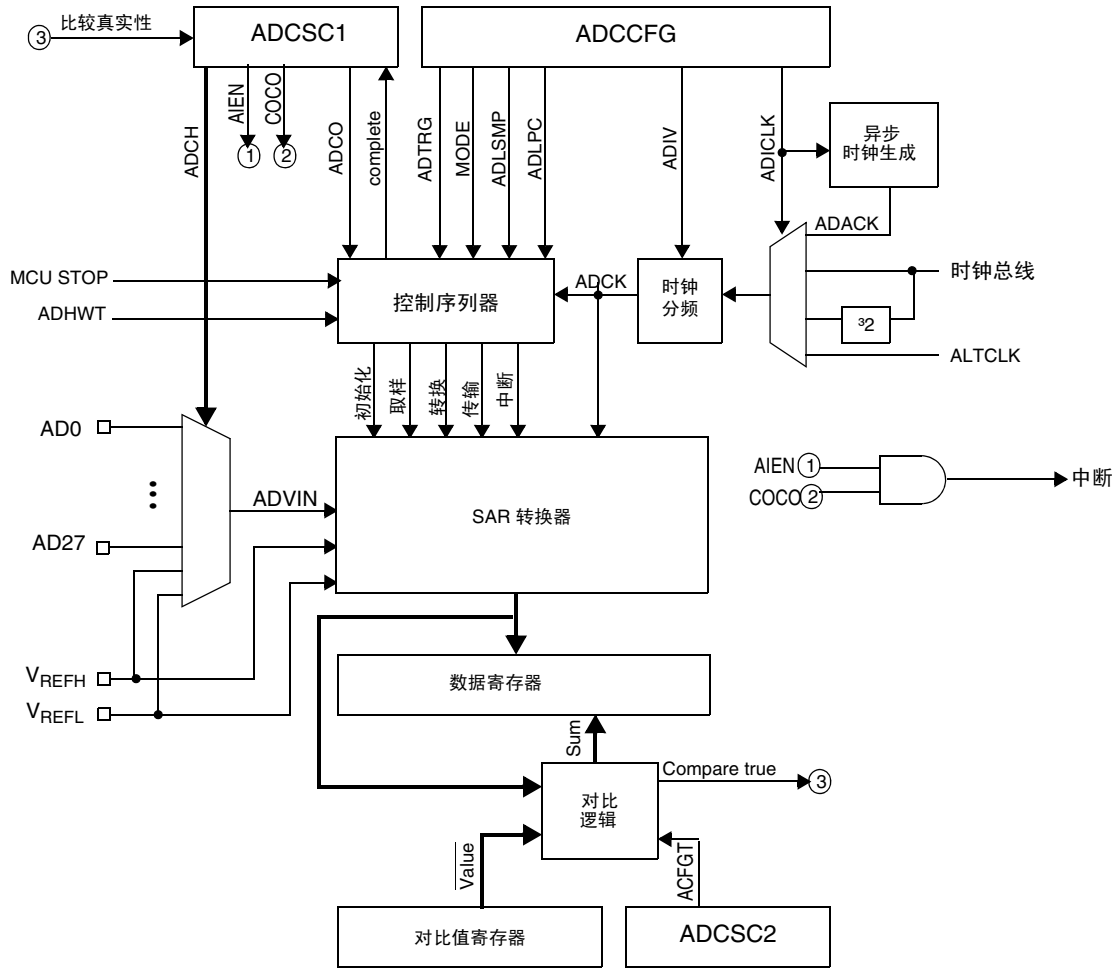 ③ 比较真实性
ADCSC1
ADCCFG
ADCH
AIEN
①
COCO
②
ADCO
complete
ADTRG
MODE
ADLSMP
ADLPC
ADIV
ADICLK
异步
时钟生成
ADACK
MCU STOP
ADHWT
控制序列器
ADCK
时钟
分频
时钟总线
³2
ALTCLK
初始化
取样
转换
传输
中断
AD0
•••
AD27
ADVIN
SAR 转换器
AIEN ①
COCO ②
中断
VREFH
VREFL
数据寄存器
Sum
Compare true
③
对比
逻辑
Value
ACFGT
对比值寄存器
ADCSC2